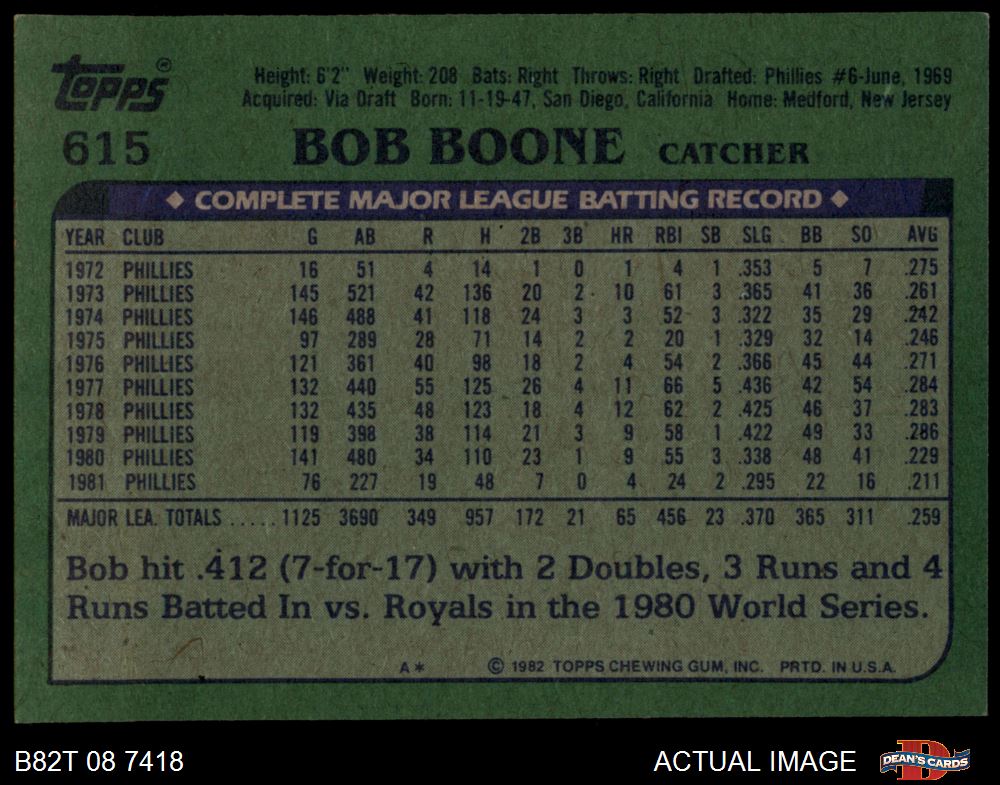 Topps®
Height: 6'2" Weight: 208 Bats: Right Throws: Right Drafted: Phillies #6-June, 1969
Acquired: Via Draft Born: 11-19-47, San Diego, California Home: Medford, New Jersey
615 BOB BOONE CATCHER
◆ COMPLETE MAJOR LEAGUE BATTING RECORD ◆
YEAR CLUB G AB R H 2B 3B HR RBI SB SLG BB SO AVG
1972 PHILLIES 16 51 4 14 1 0 1 4 1 .353 5 7 .275
1973 PHILLIES 145 521 42 136 20 2 10 61 3 .365 41 36 .261
1974 PHILLIES 146 488 41 118 24 3 3 52 3 .322 35 29 .242
1975 PHILLIES 97 289 28 71 14 2 2 20 1 .329 32 14 .246
1976 PHILLIES 121 361 40 98 18 2 4 54 2 .366 45 44 .271
1977 PHILLIES 132 440 55 125 26 4 11 66 5 .436 42 54 .284
1978 PHILLIES 132 435 48 123 18 4 12 62 2 .425 46 37 .283
1979 PHILLIES 119 398 38 114 21 3 9 58 1 .422 49 33 .286
1980 PHILLIES 141 480 34 110 23 1 9 55 3 .338 48 41 .229
1981 PHILLIES 76 227 19 48 7 0 4 24 2 .295 22 16 .211
MAJOR LEA. TOTALS ..... 1125 3690 349 957 172 21 65 456 23 .370 365 311 .259
Bob hit .412 (7-for-17) with 2 Doubles, 3 Runs and 4
Runs Batted In vs. Royals in the 1980 World Series.
A* © 1982 TOPPS CHEWING GUM, INC. PRTD. IN U.S.A.
B82T 08 7418 ACTUAL IMAGE DEAN'S CARDS